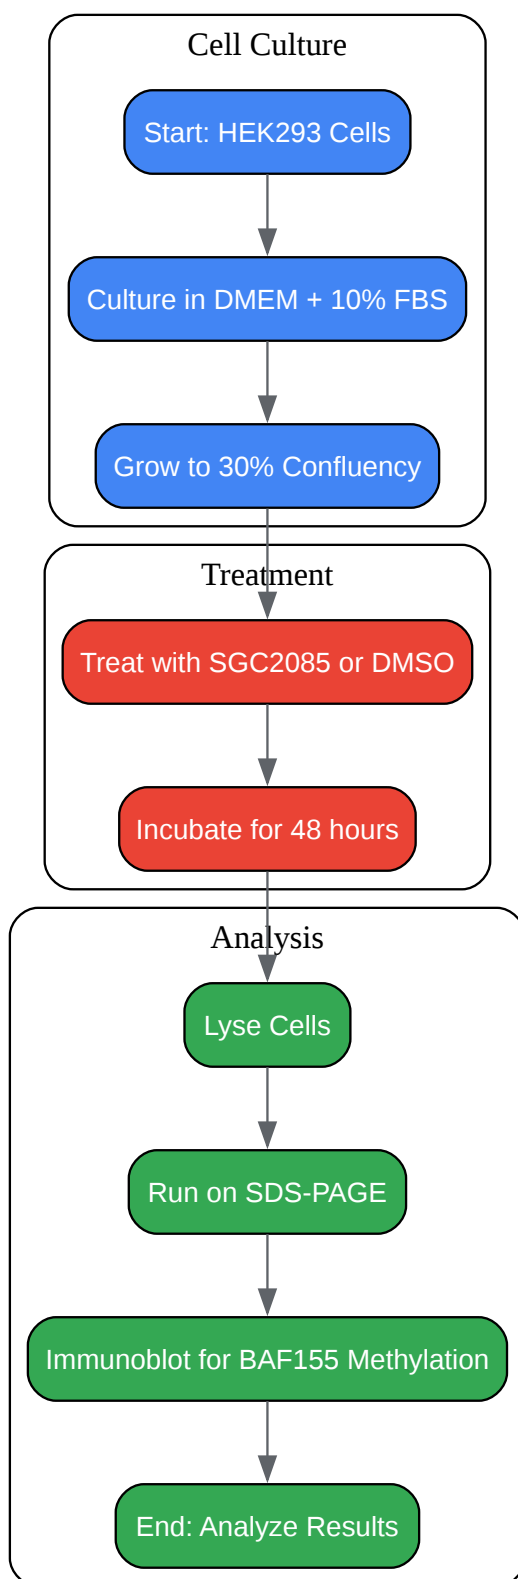 Cell Culture
Start: HEK293 Cells
Culture in DMEM + 10% FBS
Grow to 30% Confluency
Treatment
Treat with SGC2085 or DMSO
Incubate for 48 hours
Analysis
Lyse Cells
Run on SDS-PAGE
Immunoblot for BAF155 Methylation
End: Analyze Results